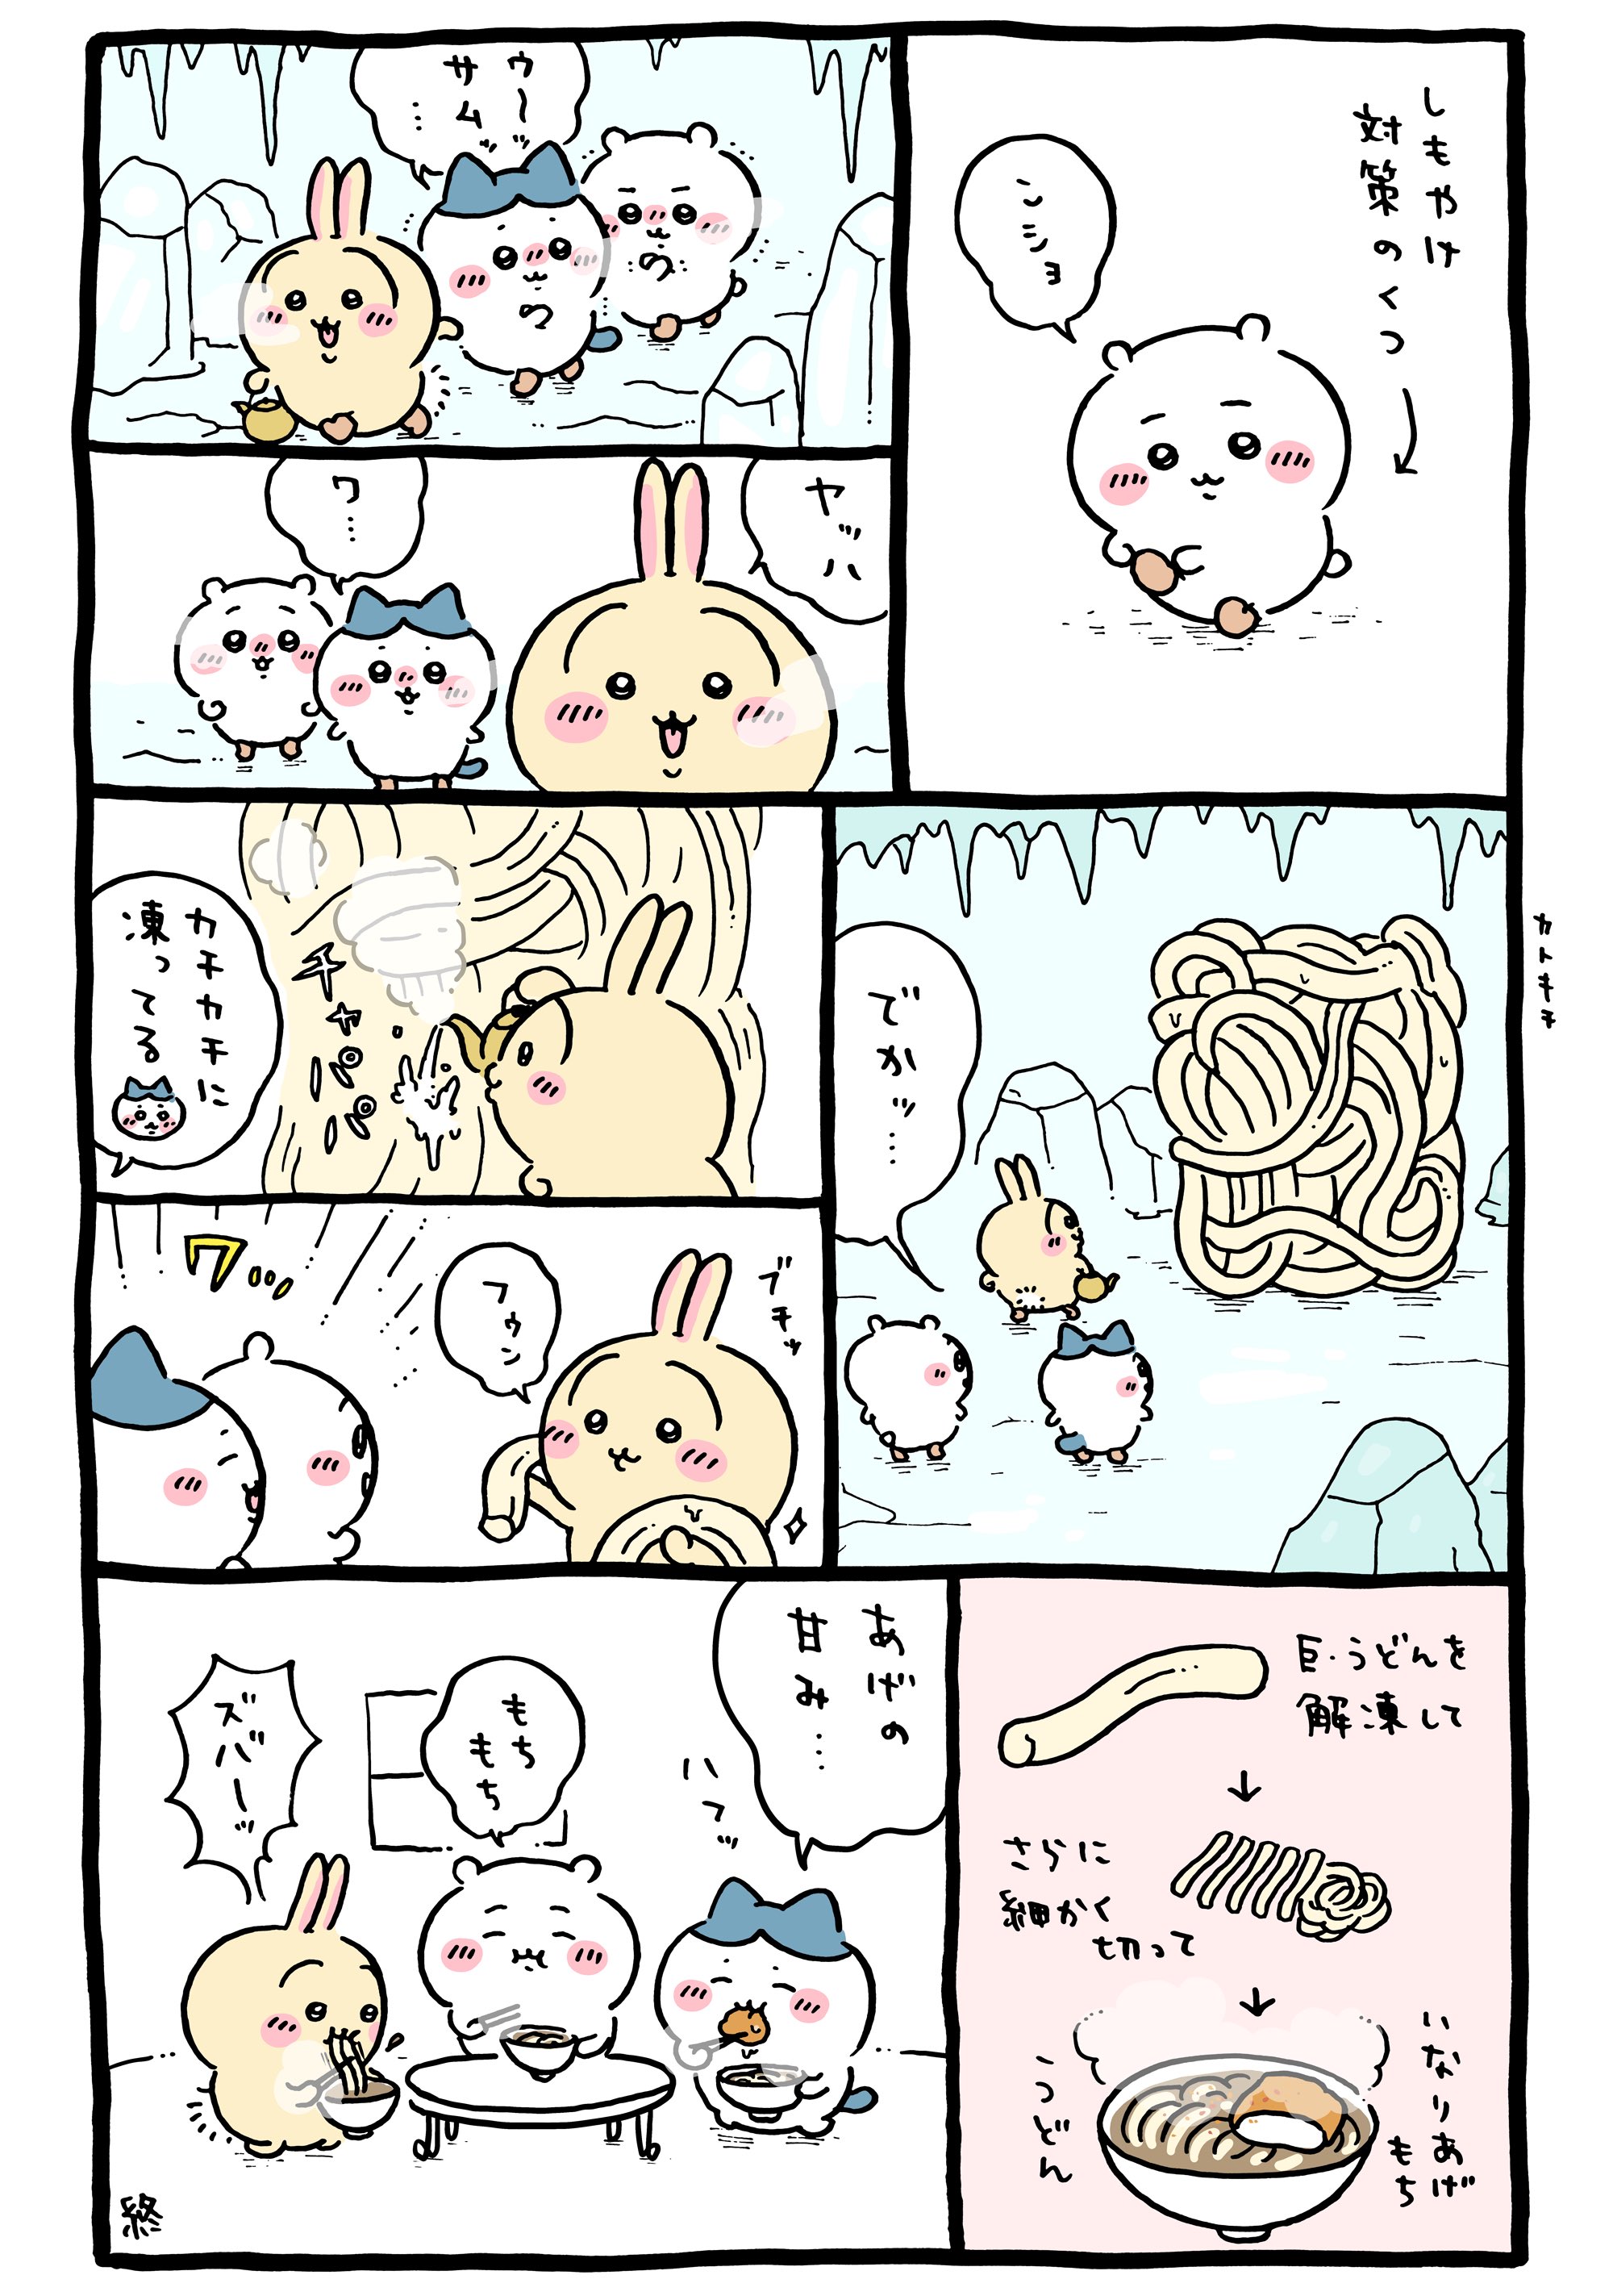 しもやけ
対策のくつ
ンミショ
ウ〜ッ
サムッ
…
ヤッハ
ワ…
カトキチ
でかッ…
カチカチに
凍ってる
チャパパ
ブチッ
フゥン
ワッ
巨・うどんを
解凍して
さらに
細かく
切って
いなりあげ
もち
うどん
あげの
甘み…
ハフッ
もち
もち
ズバーッ
終